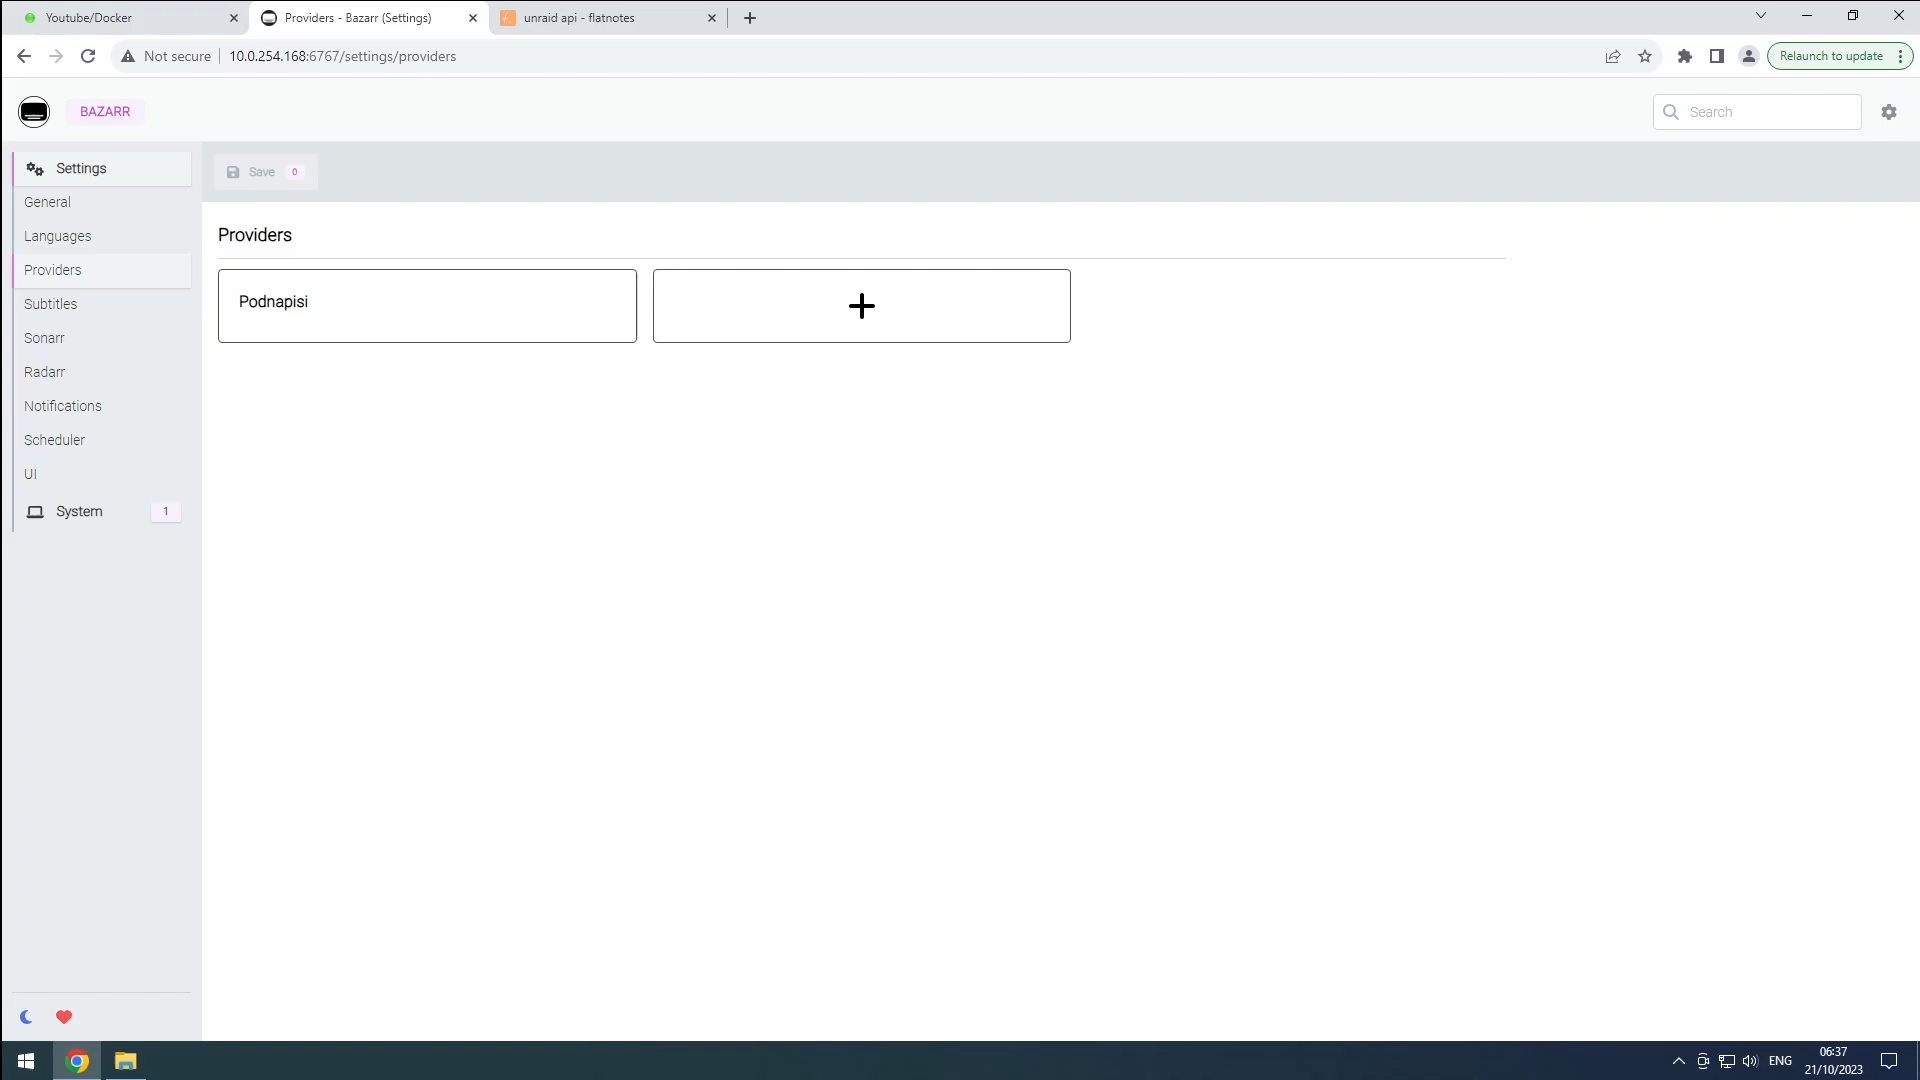 Youtube/Docker
Providers - Bazarr (Settings)
unraid api - flatnotes
Not secure
10.0.254.168:6767/settings/providers
Relaunch to update
BAZARR
Search
Settings
Save 0
General
Languages
Providers
Subtitles
Sonarr
Radarr
Notifications
Scheduler
UI
System 1
Providers
Podnapisi
ENG
06:37
21/10/2023